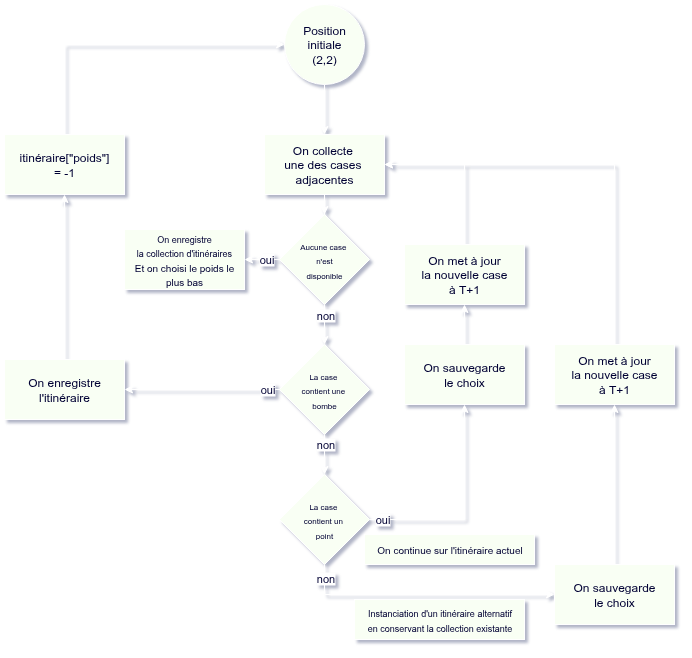 Position
initiale
(2,2)
itinéraire["poids"]
= -1
On collecte
une des cases
adjacentes
On enregistre
la collection d'itinéraires
Et on choisi le poids le
plus bas
oui
Aucune case
n'est
disponible
On met à jour
la nouvelle case
à T+1
non
On enregistre
l'itinéraire
oui
La case
contient une
bombe
On sauvegarde
le choix
On met à jour
la nouvelle case
à T+1
non
La case
contient un
point
oui
On continue sur l'itinéraire actuel
non
Instanciation d'un itinéraire alternatif
en conservant la collection existante
On sauvegarde
le choix